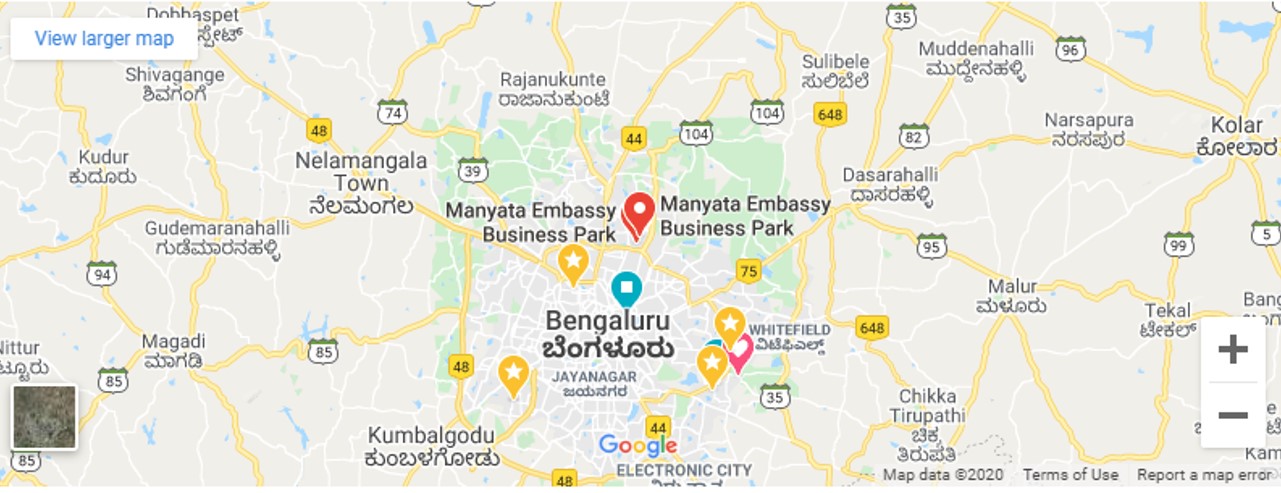 Dobbaspet
ಸ್ಪೇಟ್
View larger map
35
Muddenahalli
ಮುದ್ದೇನಹಳ್ಳಿ
96
Shivagange
ಶಿವಗಂಗೆ
Rajanukunte
ರಾಜಾನುಕುಂಟೆ
Sulibele
ಸುಲಿಬೆಲೆ
74
48
44
104
104
648
82
Narsapura
ನರಸಪುರ
Kolar
ಕೋಲಾರ
Kudur
ಕುದೂರು
Nelamangala
Town
ನೆಲಮಂಗಲ
39
Dasarahalli
ದಾಸರಹಳ್ಳಿ
Manyata Embassy
Business Park
Manyata Embassy
Business Park
Gudemaranahalli
ಗುಡೆಮಾರನಹಳ್ಳಿ
95
99
5
94
75
Malur
ಮಳೂರು
Tekal
ಟೇಕಲ್
Bengaluru
ಬೆಂಗಳೂರು
WHITEFIELD
ವಿಟೆಫಿಎಲ್ಡ್
648
Magadi
ಮಾಗಡಿ
85
Nittur
85
48
JAYANAGAR
ಜಯನಗರ
35
Chikka
Tirupathi
ಚಿಕ್ಕ
ತಿರುಪತಿ
Kumbalgodu
ಕುಂಬಳಗೋಡು
44
Google
85
48
ELECTRONIC CITY
Map data ©2020 Terms of Use Report a map error